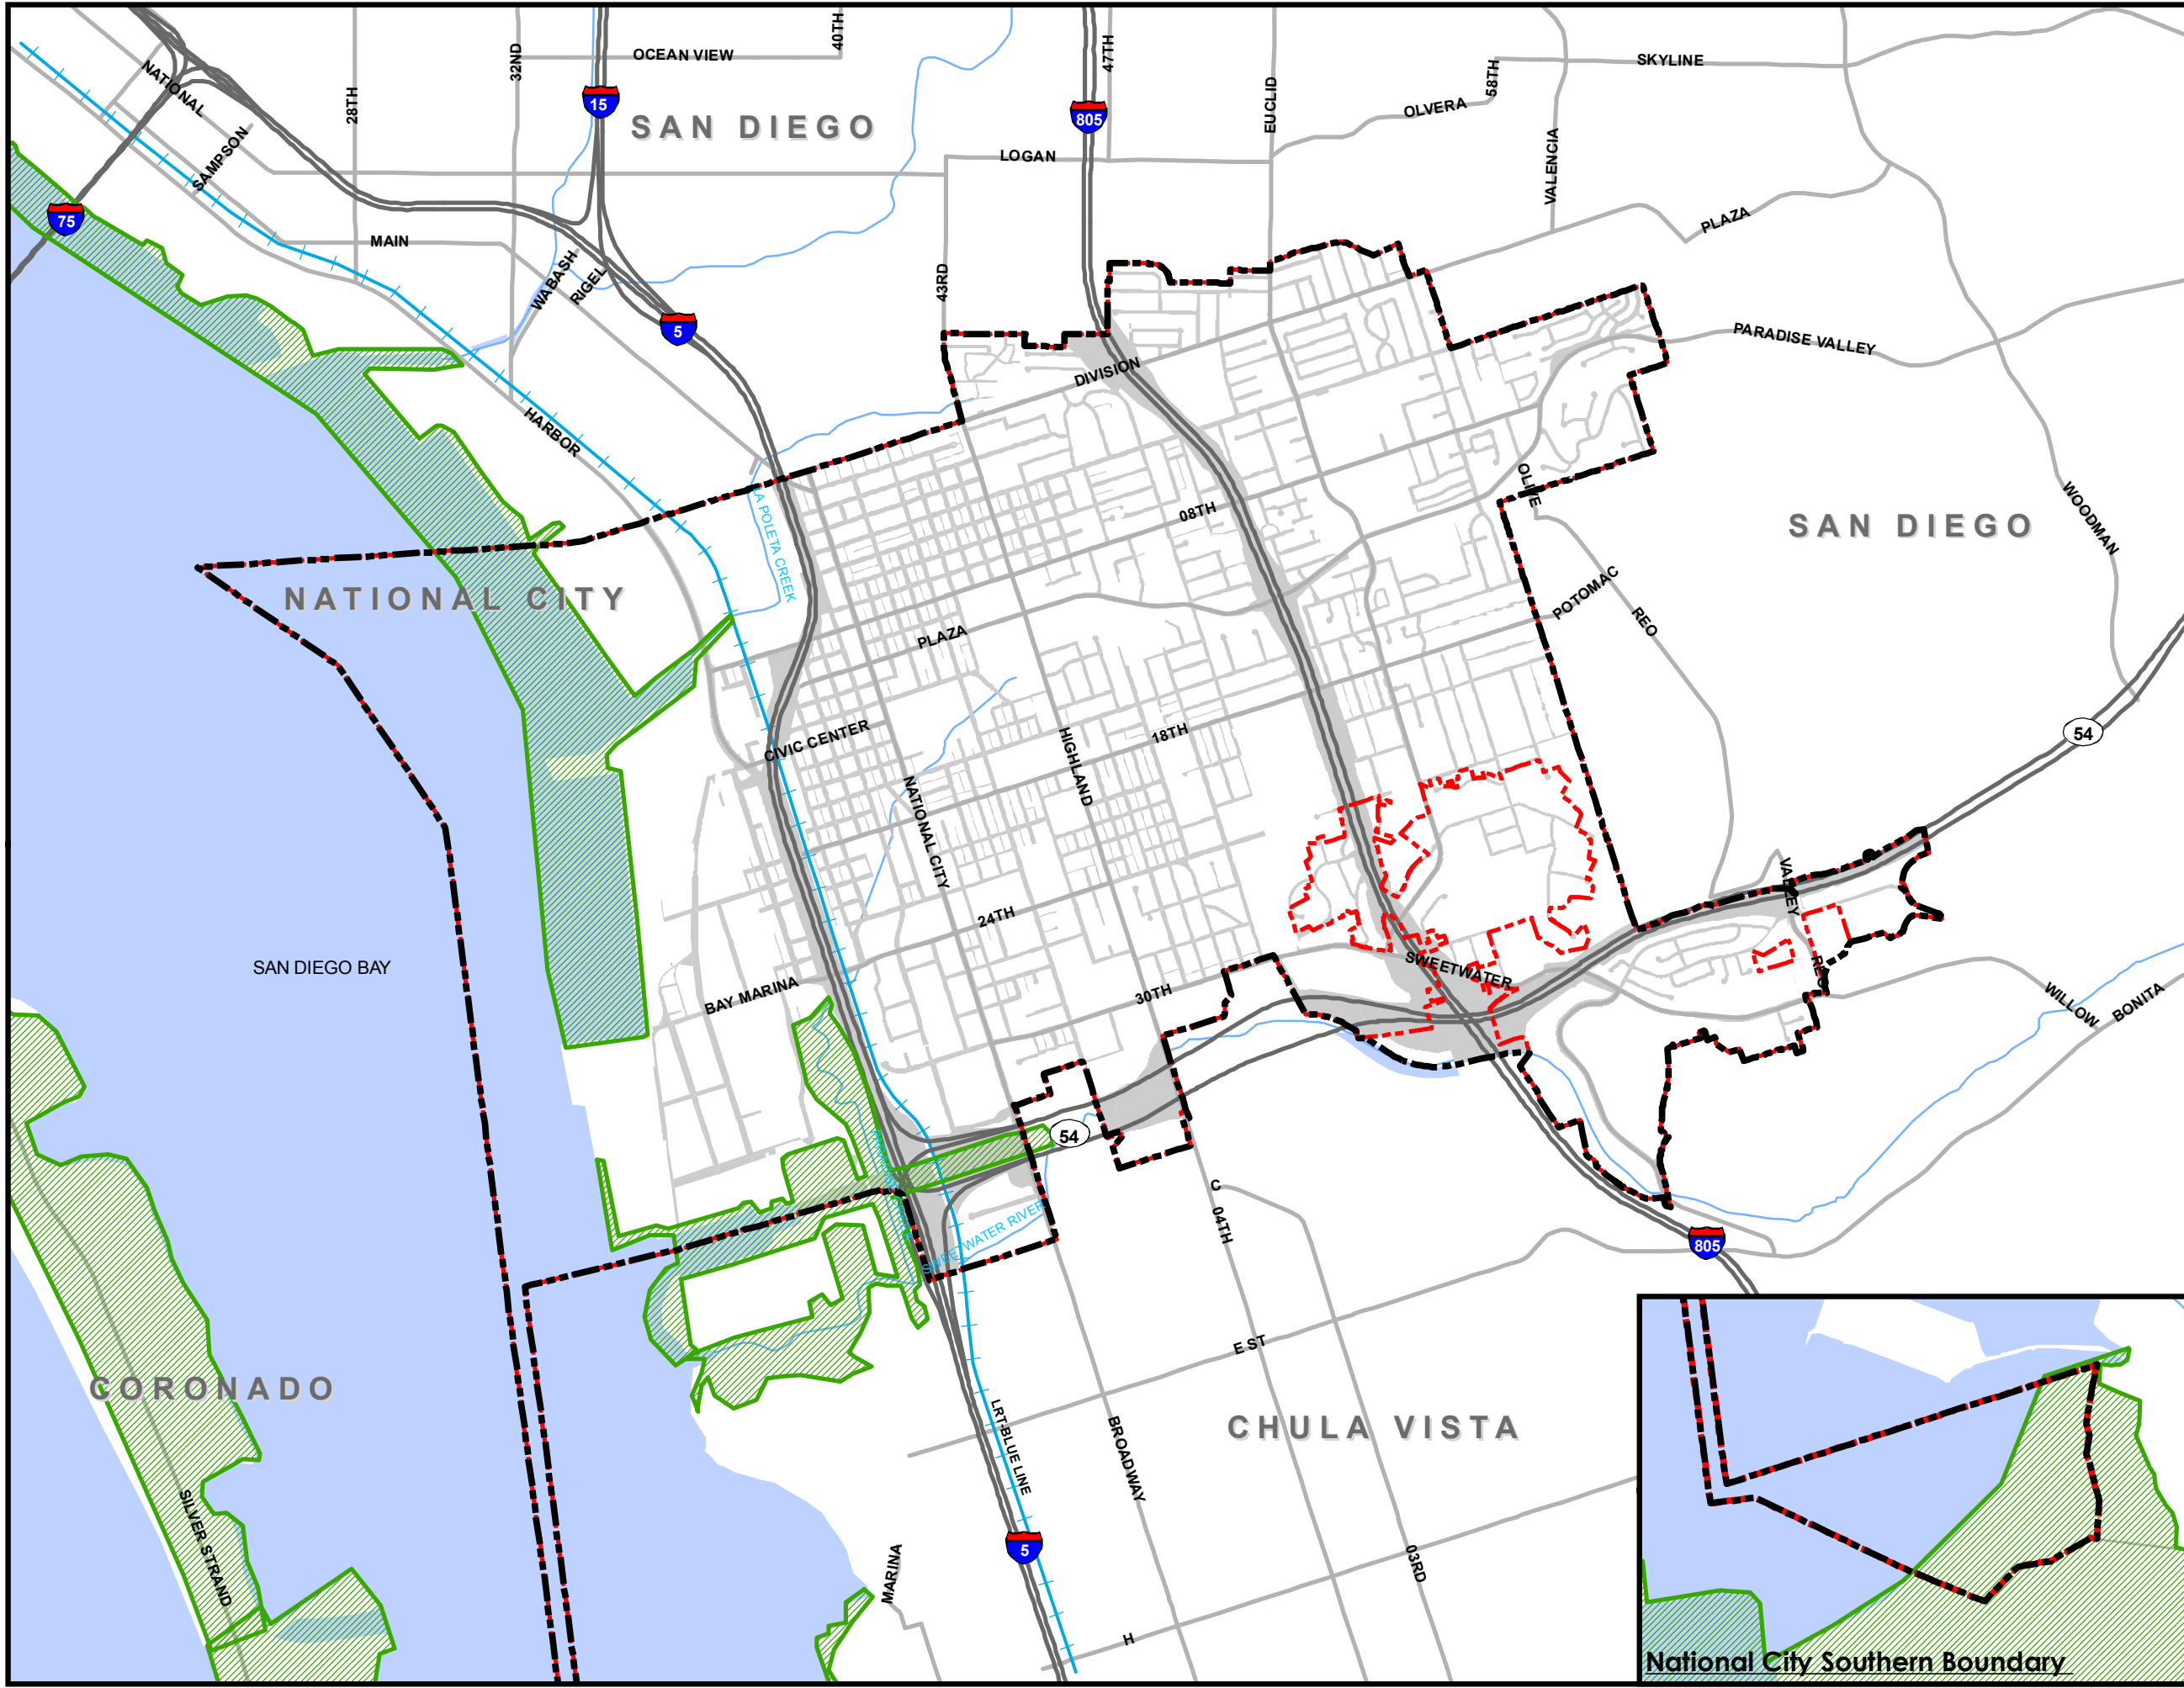 OCEAN VIEW
40TH
47TH
32ND
28TH
NATIONAL
SAMPSON
15
SAN DIEGO
805
EUCLID
OLVERA
58TH
SKYLINE
LOGAN
VALENCIA
PLAZA
75
MAIN
WABASH
RIGEL
43RD
5
PARADISE VALLEY
DIVISION
HARBOR
OLIVE
08TH
WOODMAN
SAN DIEGO
LA POLETA CREEK
NATIONAL CITY
POTOMAC
REO
PLAZA
CIVIC CENTER
18TH
HIGHLAND
54
NATIONAL CITY
24TH
VALLEY
SAN DIEGO BAY
SWEETWATER
REO
BAY MARINA
30TH
WILLOW
BONITA
54
C
04TH
SWEETWATER RIVER
805
E ST
CORONADO
CHULA VISTA
LRT-BLUE LINE
BROADWAY
SILVER STRAND
5
MARINA
03RD
H
National City Southern Boundary